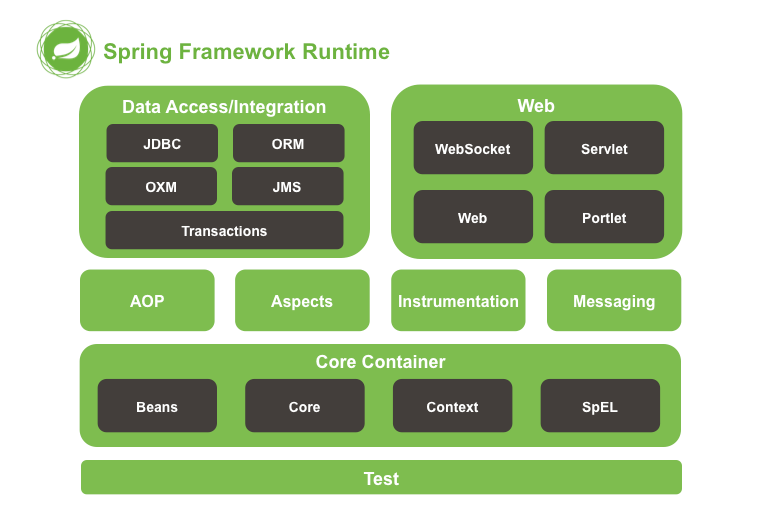 Spring Framework Runtime
Data Access/Integration
JDBC
ORM
OXM
JMS
Transactions
Web
WebSocket
Servlet
Web
Portlet
AOP
Aspects
Instrumentation
Messaging
Core Container
Beans
Core
Context
SpEL
Test